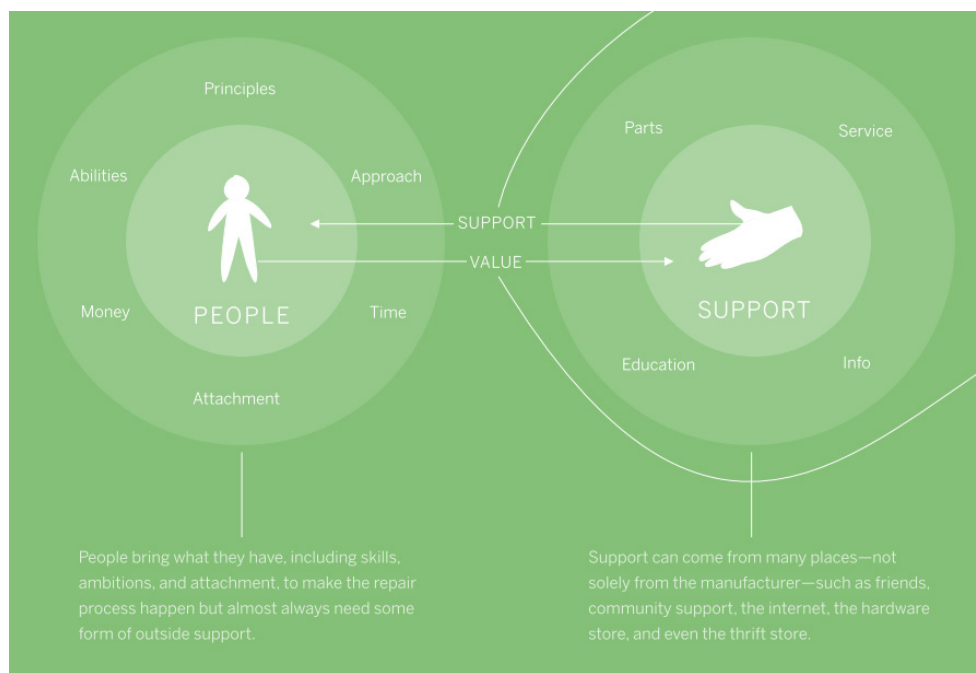 Principles
Abilities
Approach
Money
PEOPLE
Time
Attachment
SUPPORT
VALUE
Parts
Service
SUPPORT
Education
Info
People bring what they have, including skills,
ambitions, and attachment, to make the repair
process happen but almost always need some
form of outside support.
Support can come from many places—not
solely from the manufacturer—such as friends,
community support, the internet, the hardware
store, and even the thrift store.